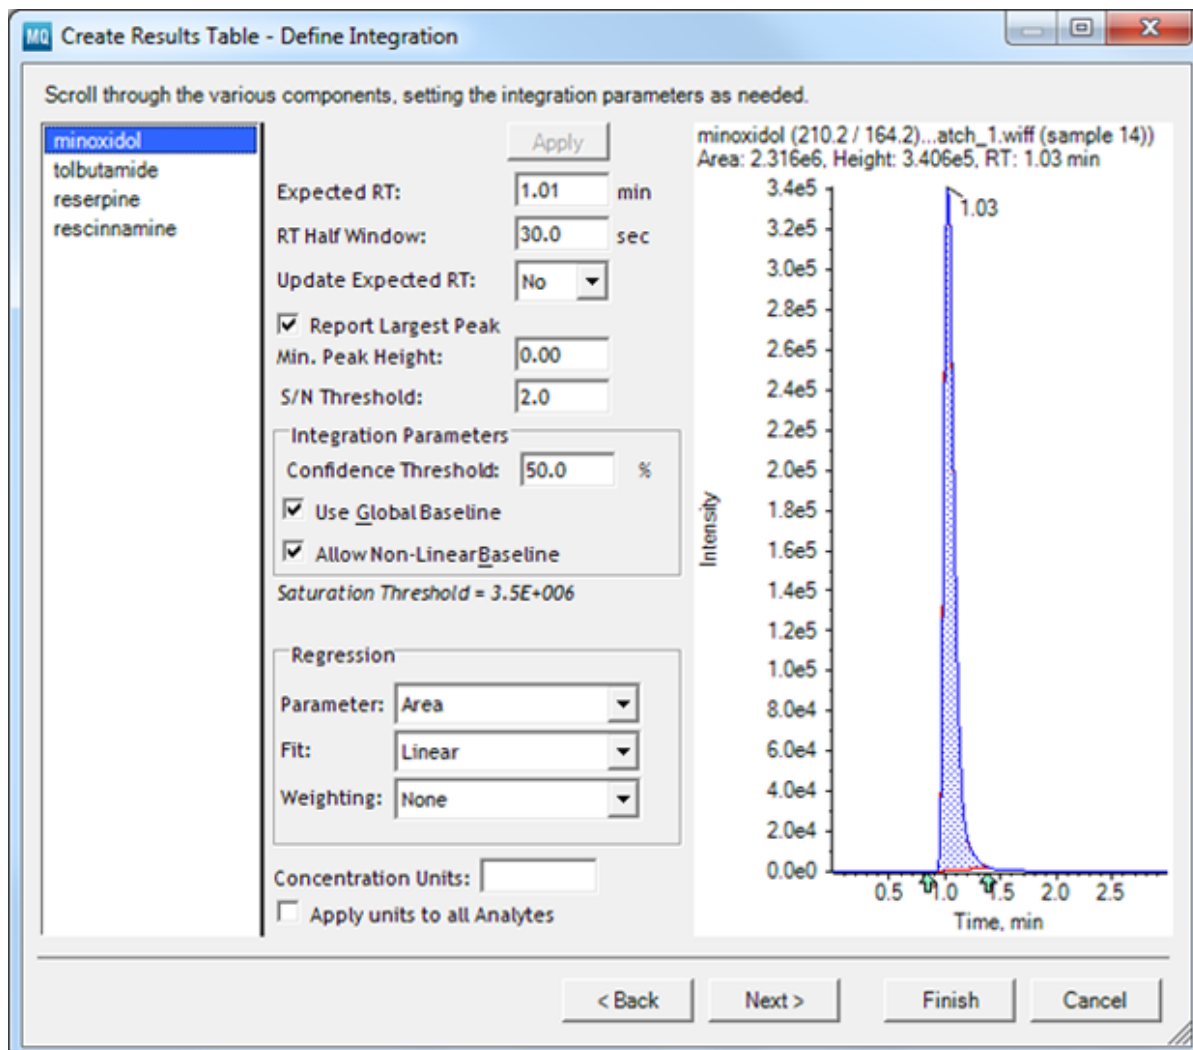 MQ Create Results Table - Define Integration
Scroll through the various components, setting the integration parameters as needed.
minoxidol
tolbutamide
reserpine
rescinnamine
Apply
Expected RT: 1.01 min
RT Half Window: 30.0 sec
Update Expected RT: No
Report Largest Peak
Min. Peak Height: 0.00
S/N Threshold: 2.0
Integration Parameters
Confidence Threshold: 50.0 %
Use Global Baseline
Allow Non-LinearBaseline
Saturation Threshold = 3.5E+006
Regression
Parameter: Area
Fit: Linear
Weighting: None
Concentration Units:
Apply units to all Analytes
minoxidol (210.2 / 164.2)...atch_1.wiff (sample 14))
Area: 2.316e6, Height: 3.406e5, RT: 1.03 min
3.4e5
1.03
3.2e5
3.0e5
2.8e5
2.6e5
2.4e5
2.2e5
2.0e5
1.8e5
1.6e5
1.4e5
1.2e5
1.0e5
8.0e4
6.0e4
4.0e4
2.0e4
0.0e0
Intensity
0.5 1.0 1.5 2.0 2.5
Time, min
< Back Next > Finish Cancel